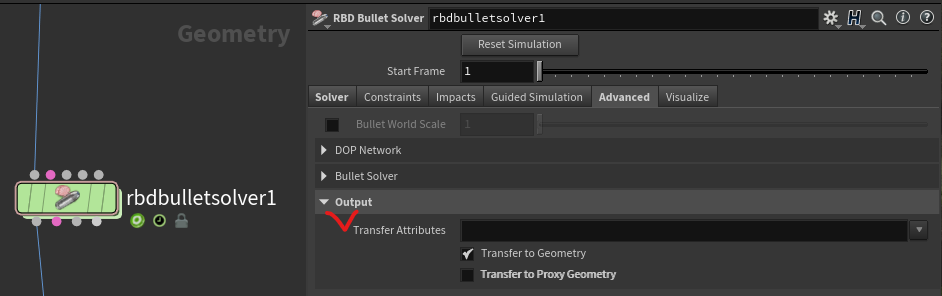 Geometry
rbdbulletsolver1
RBD Bullet Solver rbdbulletsolver1
Reset Simulation
Start Frame 1
Solver Constraints Impacts Guided Simulation Advanced Visualize
Bullet World Scale 1
DOP Network
Bullet Solver
Output
Transfer Attributes
Transfer to Geometry
Transfer to Proxy Geometry